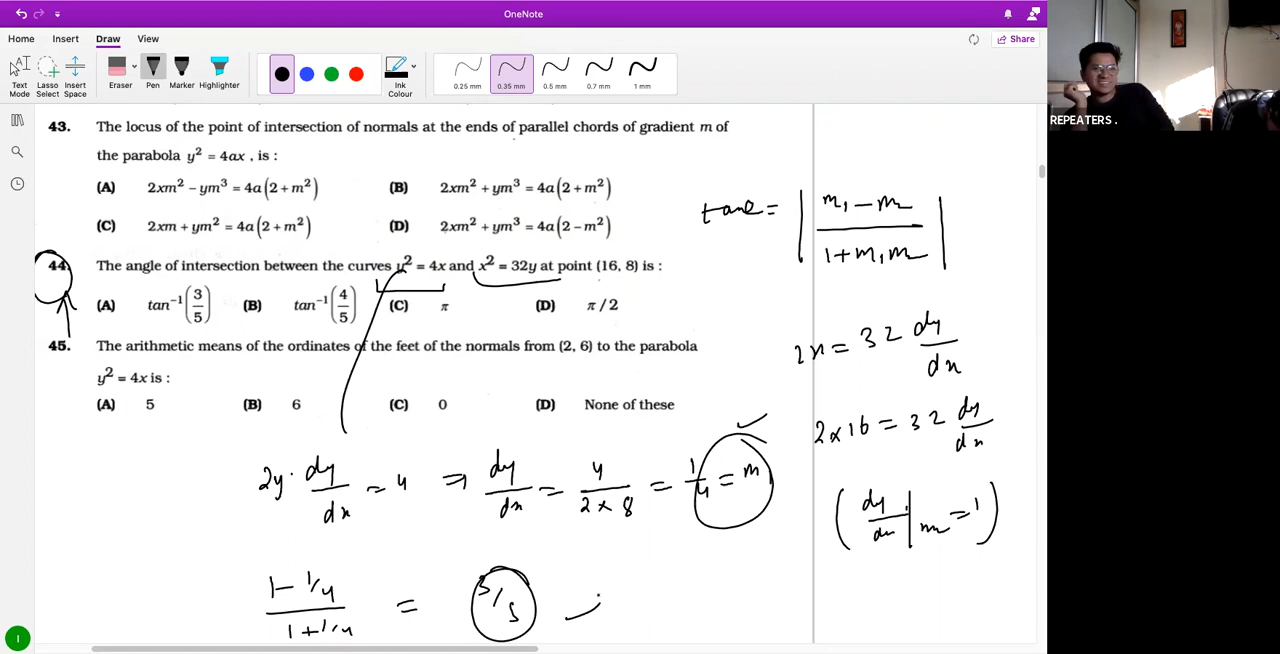 OneNote
Home Insert Draw View
Share
Text Mode
Lasso Select
Insert Space
Eraser
Pen
Marker
Highlighter
Ink Colour
0.25 mm
0.35 mm
0.5 mm
0.7 mm
1 mm
REPEATERS .
43. The locus of the point of intersection of normals at the ends of parallel chords of gradient m of
the parabola y² = 4ax , is :
(A) 2xm² − ym³ = 4a(2 + m²) (B) 2xm² + ym³ = 4a(2 + m²)
(C) 2xm + ym² = 4a(2 + m²) (D) 2xm² + ym³ = 4a(2 − m²)
44. The angle of intersection between the curves y² = 4x and x² = 32y at point (16, 8) is :
(A) tan⁻¹(3/5) (B) tan⁻¹(4/5) (C) π (D) π / 2
45. The arithmetic means of the ordinates of the feet of the normals from (2, 6) to the parabola
y² = 4x is :
(A) 5 (B) 6 (C) 0 (D) None of these
tanθ = | m₁ − m₂ / 1 + m₁m₂ |
2x = 32 dy/dx
2 × 16 = 32 dy/dx
(dy/dx | m₂ = 1)
2y · dy/dx = 4 ⇒ dy/dx = 4 / 2 × 8 = 1/4 = m₁
1 − 1/4 / 1 + 1/4 = 3/5
I